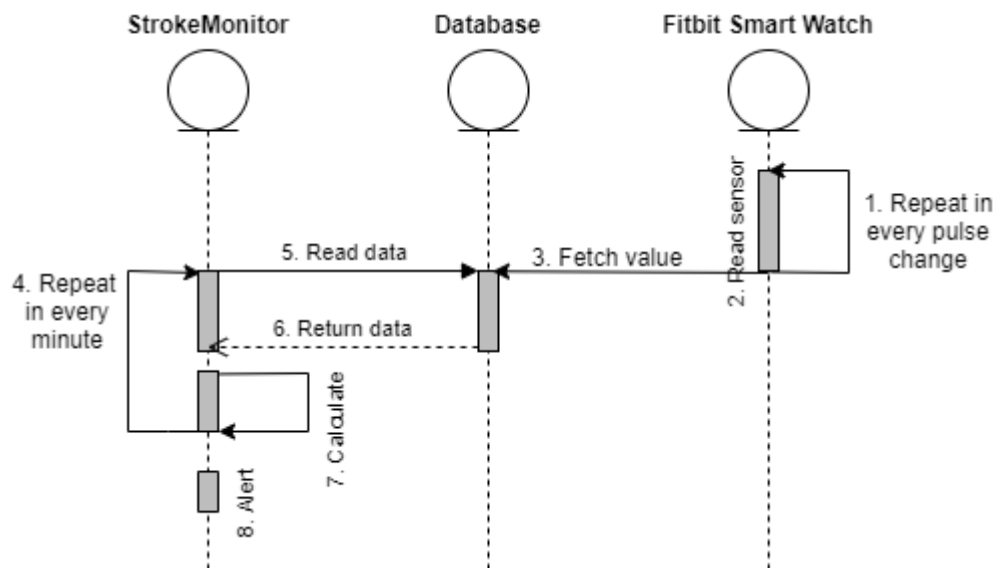 StrokeMonitor
Database
Fitbit Smart Watch
1. Repeat in
every pulse
change
2. Read sensor
3. Fetch value
4. Repeat
in every
minute
5. Read data
6. Return data
7. Calculate
8. Alert